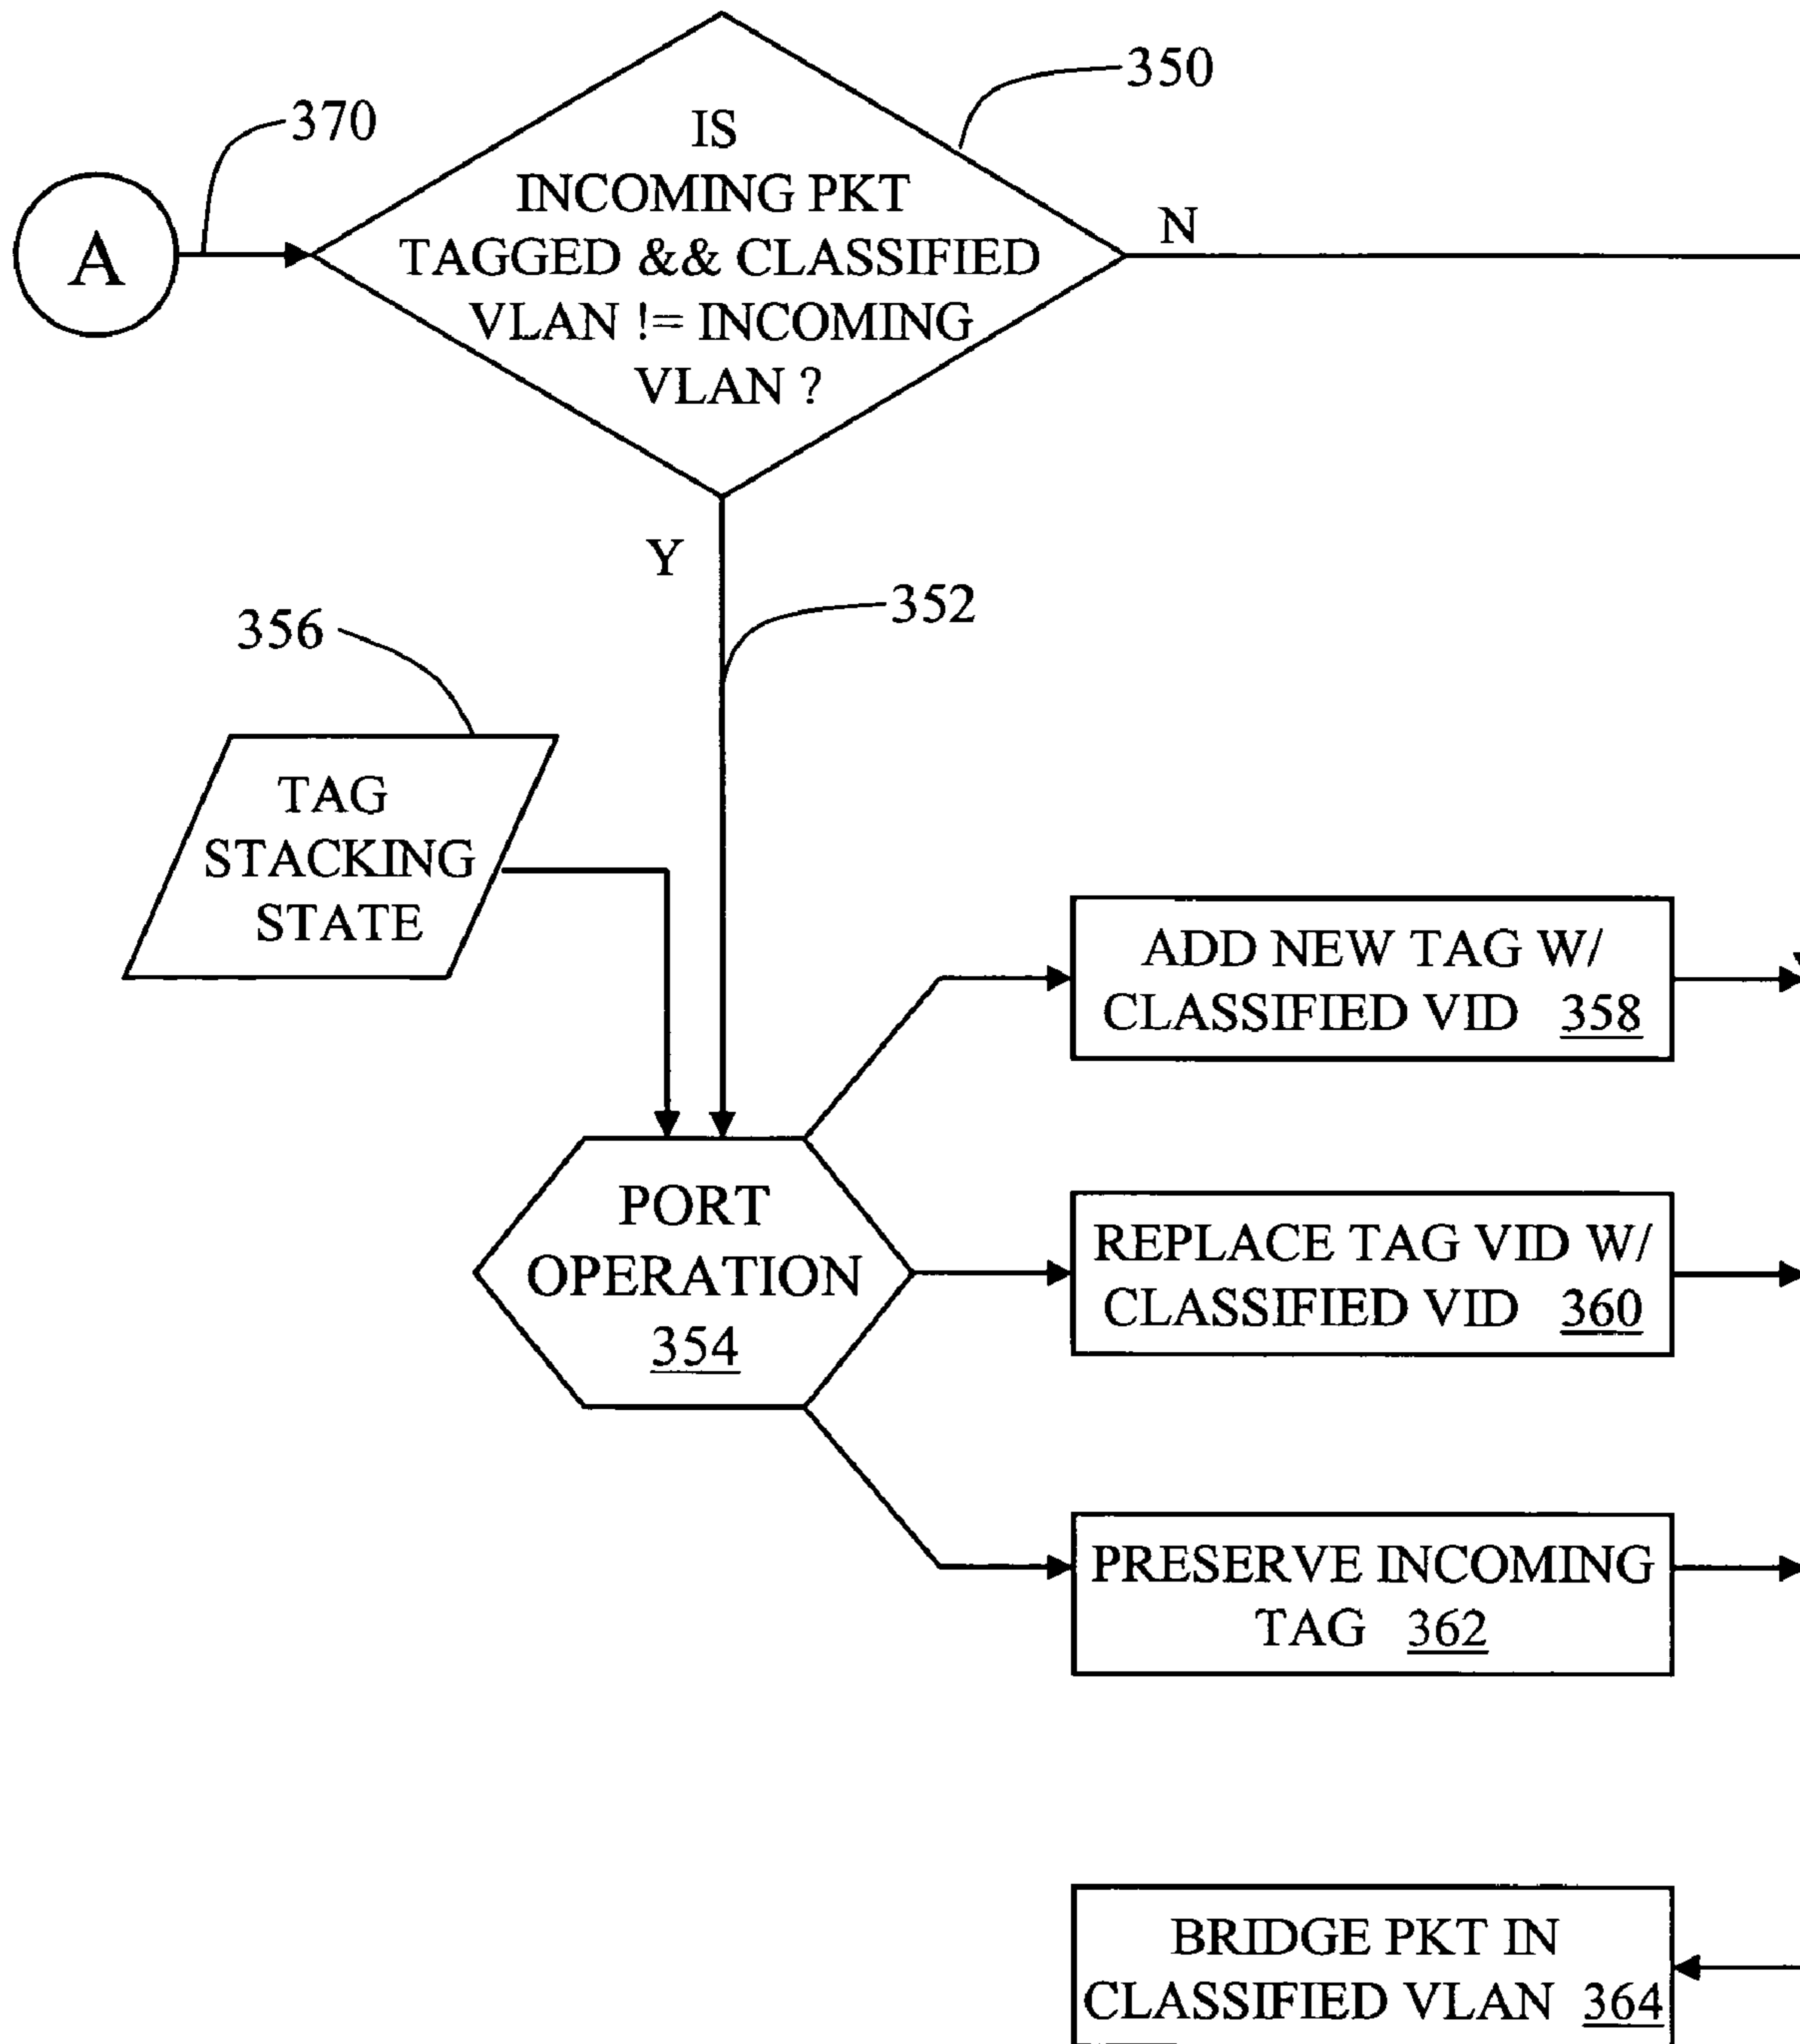 350
370
A
IS
INCOMING PKT
TAGGED && CLASSIFIED
VLAN != INCOMING
VLAN ?
N
Y
352
356
TAG
STACKING
STATE
ADD NEW TAG W/
CLASSIFIED VID 358
PORT
OPERATION
354
REPLACE TAG VID W/
CLASSIFIED VID 360
PRESERVE INCOMING
TAG 362
BRIDGE PKT IN
CLASSIFIED VLAN 364